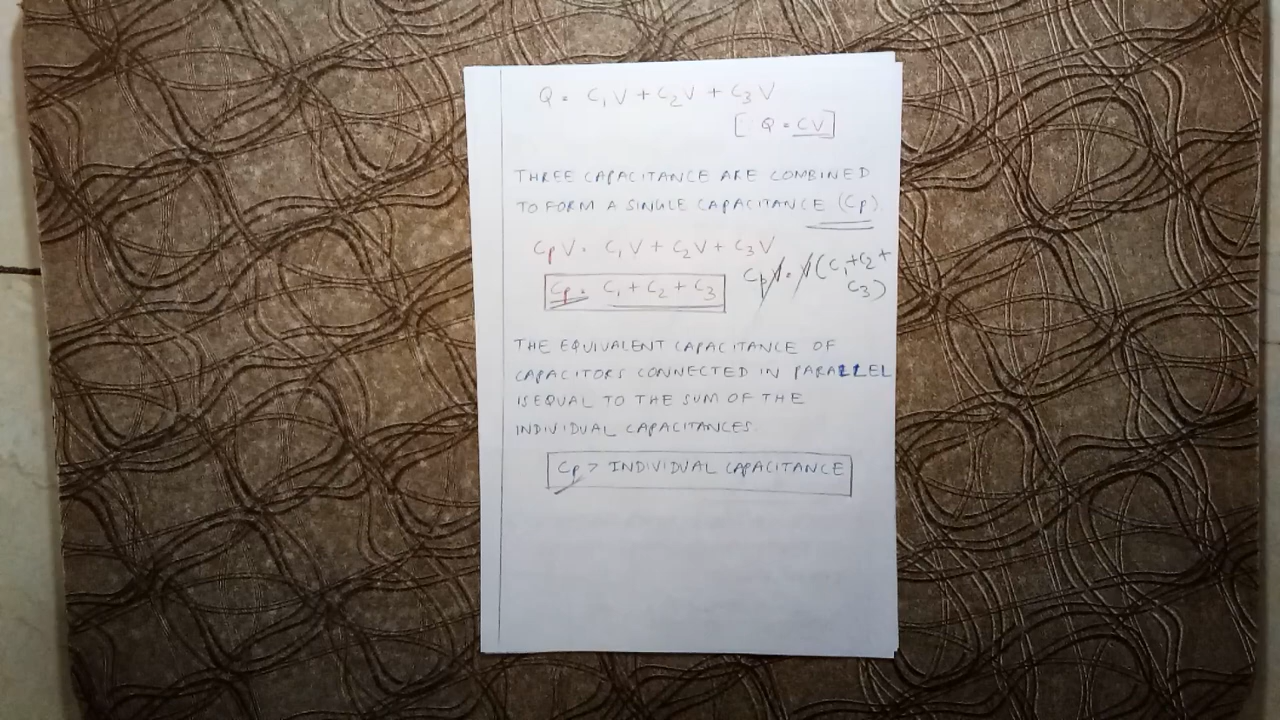 Q = C₁V + C₂V + C₃V
[∵ Q = CV]
THREE CAPACITANCE ARE COMBINED
TO FORM A SINGLE CAPACITANCE (Cp)
CpV = C₁V + C₂V + C₃V
Cp = C₁ + C₂ + C₃
CpV = V(C₁+C₂+
C₃)
THE EQUIVALENT CAPACITANCE OF
CAPACITORS CONNECTED IN PARALLEL
IS EQUAL TO THE SUM OF THE
INDIVIDUAL CAPACITANCES.
Cp > INDIVIDUAL CAPACITANCE